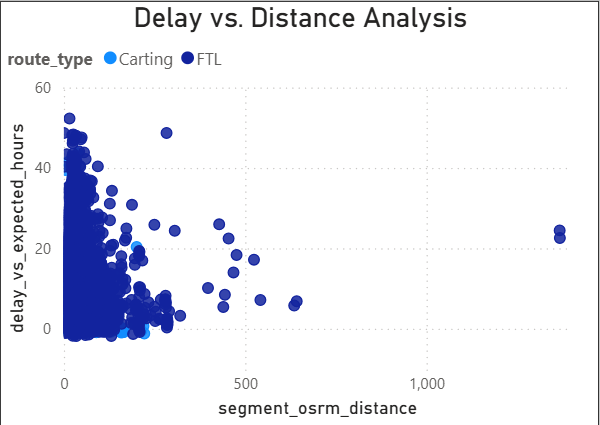 Delay vs. Distance Analysis
route_type Carting FTL
60
40
20
0
delay_vs_expected_hours
0 500 1,000
segment_osrm_distance